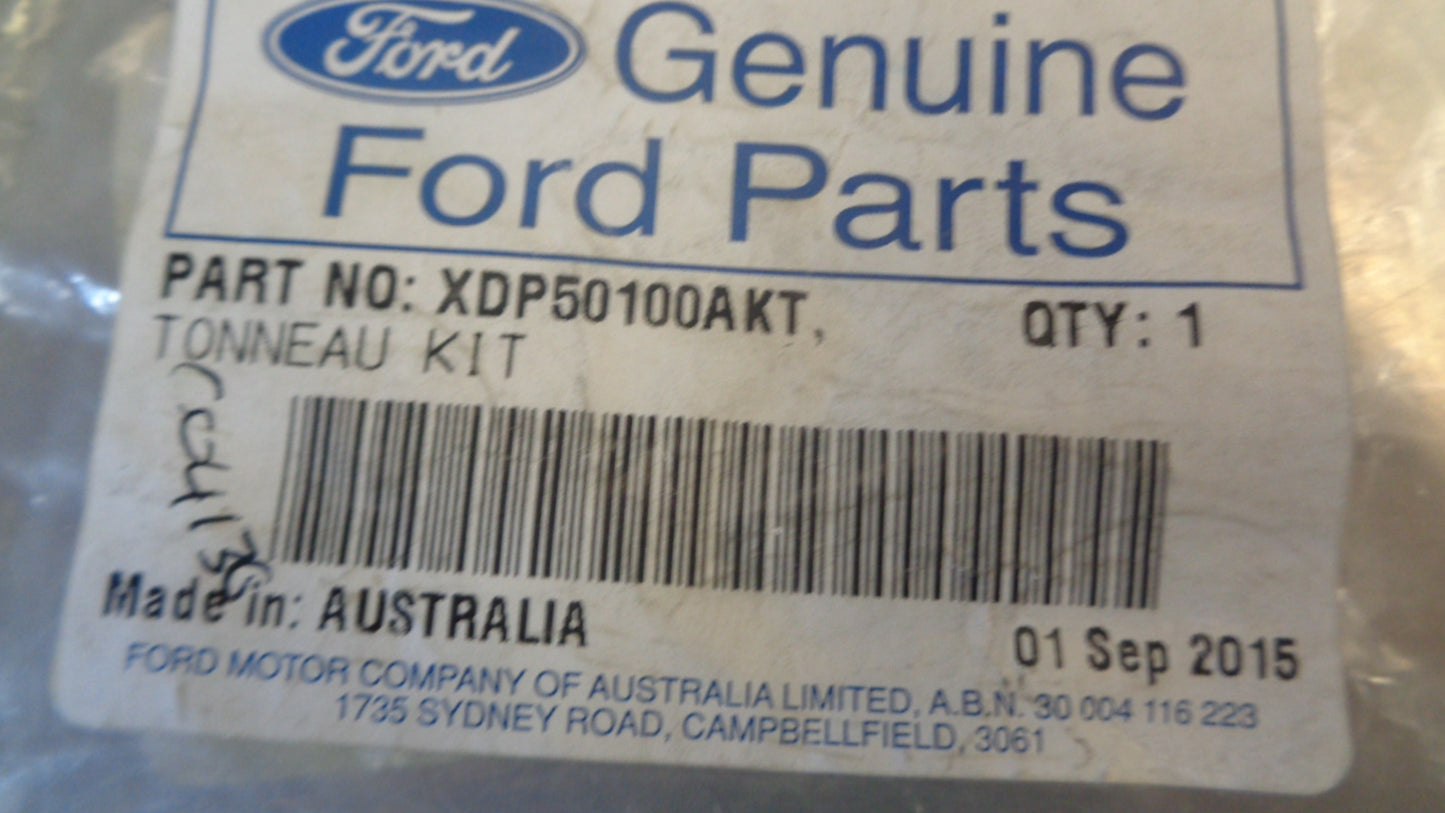 Ford Genuine
Ford Parts
PART NO: XDP50100AKT, QTY: 1
TONNEAU KIT
Made in: AUSTRALIA
01 Sep 2015
FORD MOTOR COMPANY OF AUSTRALIA LIMITED, A.B.N. 30 004 116 223
1735 SYDNEY ROAD, CAMPBELLFIELD, 3061